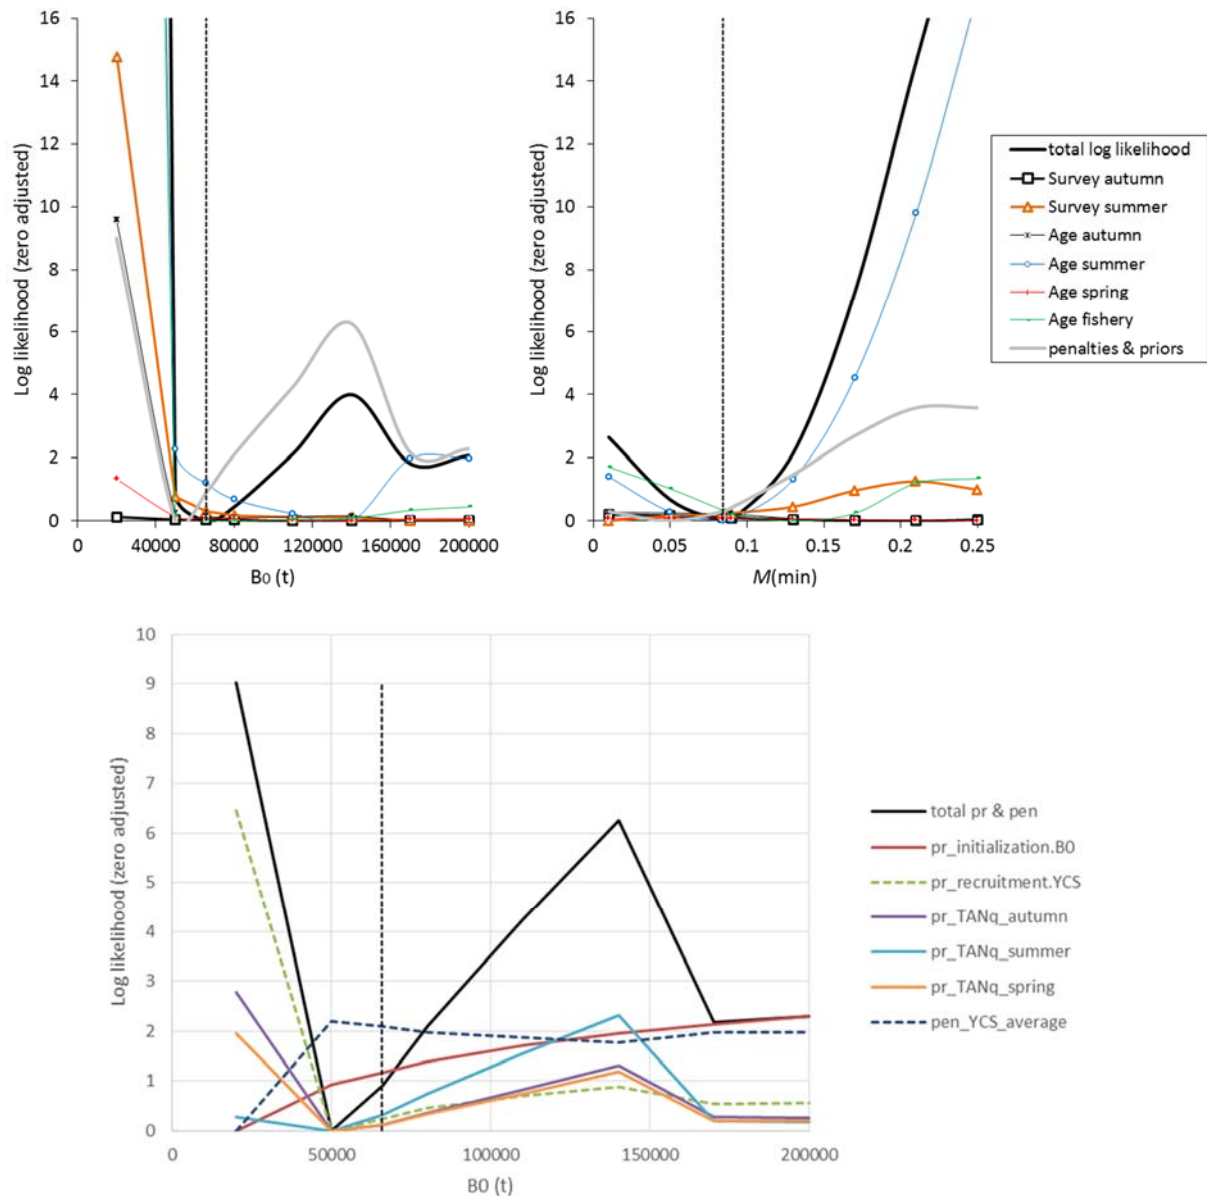 16
14
12
10
8
6
4
2
0
Log likelihood (zero adjusted)
0 40000 80000 120000 160000 200000
B0 (t)
16
14
12
10
8
6
4
2
0
Log likelihood (zero adjusted)
0 0.05 0.1 0.15 0.2 0.25
M(min)
total log likelihood
Survey autumn
Survey summer
Age autumn
Age summer
Age spring
Age fishery
penalties & priors
10
9
8
7
6
5
4
3
2
1
0
Log likelihood (zero adjusted)
0 50000 100000 150000 200000
B0 (t)
total pr & pen
pr_initialization.B0
pr_recruitment.YCS
pr_TANq_autumn
pr_TANq_summer
pr_TANq_spring
pen_YCS_average